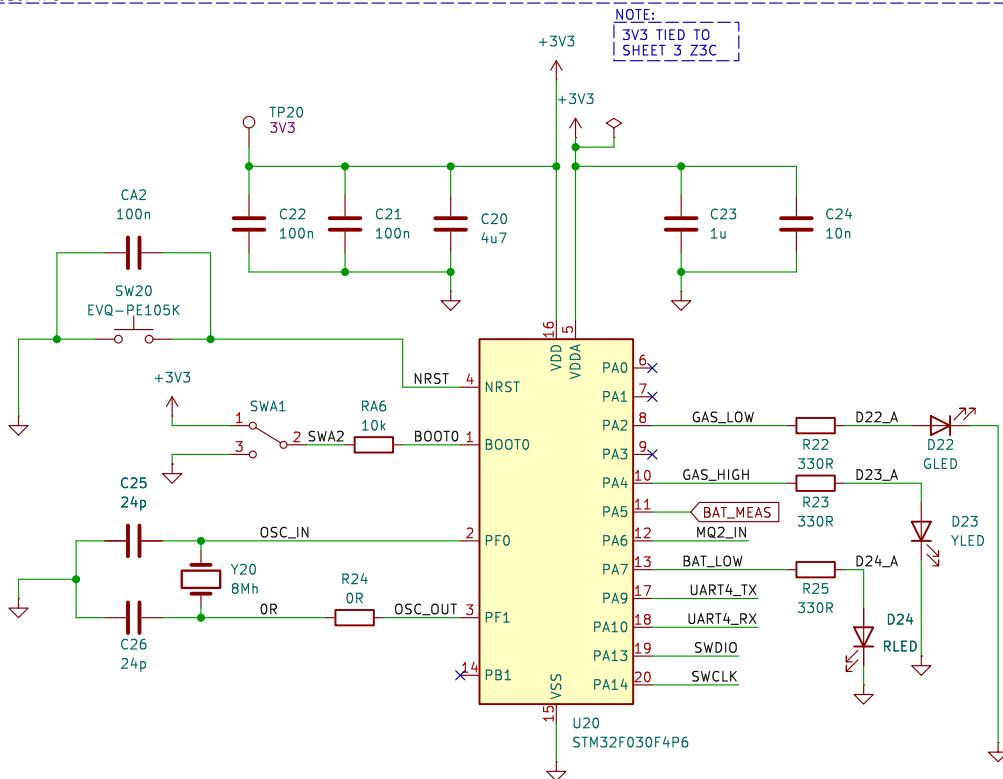 NOTE:
3V3 TIED TO
SHEET 3 Z3C
+3V3
+3V3
TP20
3V3
CA2
100n
C22
100n
C21
100n
C20
4u7
C23
1u
C24
10n
SW20
EVQ-PE105K
16
5
VDD
VDDA
+3V3
NRST
4
NRST
SWA1
1
2
3
SWA2
RA6
10k
BOOT0
1
BOOT0
C25
24p
OSC_IN
2
PF0
Y20
8Mh
R24
0R
0R
OSC_OUT
3
PF1
C26
24p
14
PB1
PA0
6
PA1
7
PA2
8
GAS_LOW
R22
330R
D22_A
D22
GLED
PA3
9
PA4
10
GAS_HIGH
R23
330R
D23_A
D23
YLED
PA5
11
BAT_MEAS
PA6
12
MQ2_IN
PA7
13
BAT_LOW
R25
330R
D24_A
D24
RLED
PA9
17
UART4_TX
PA10
18
UART4_RX
PA13
19
SWDIO
PA14
20
SWCLK
VSS
15
U20
STM32F030F4P6